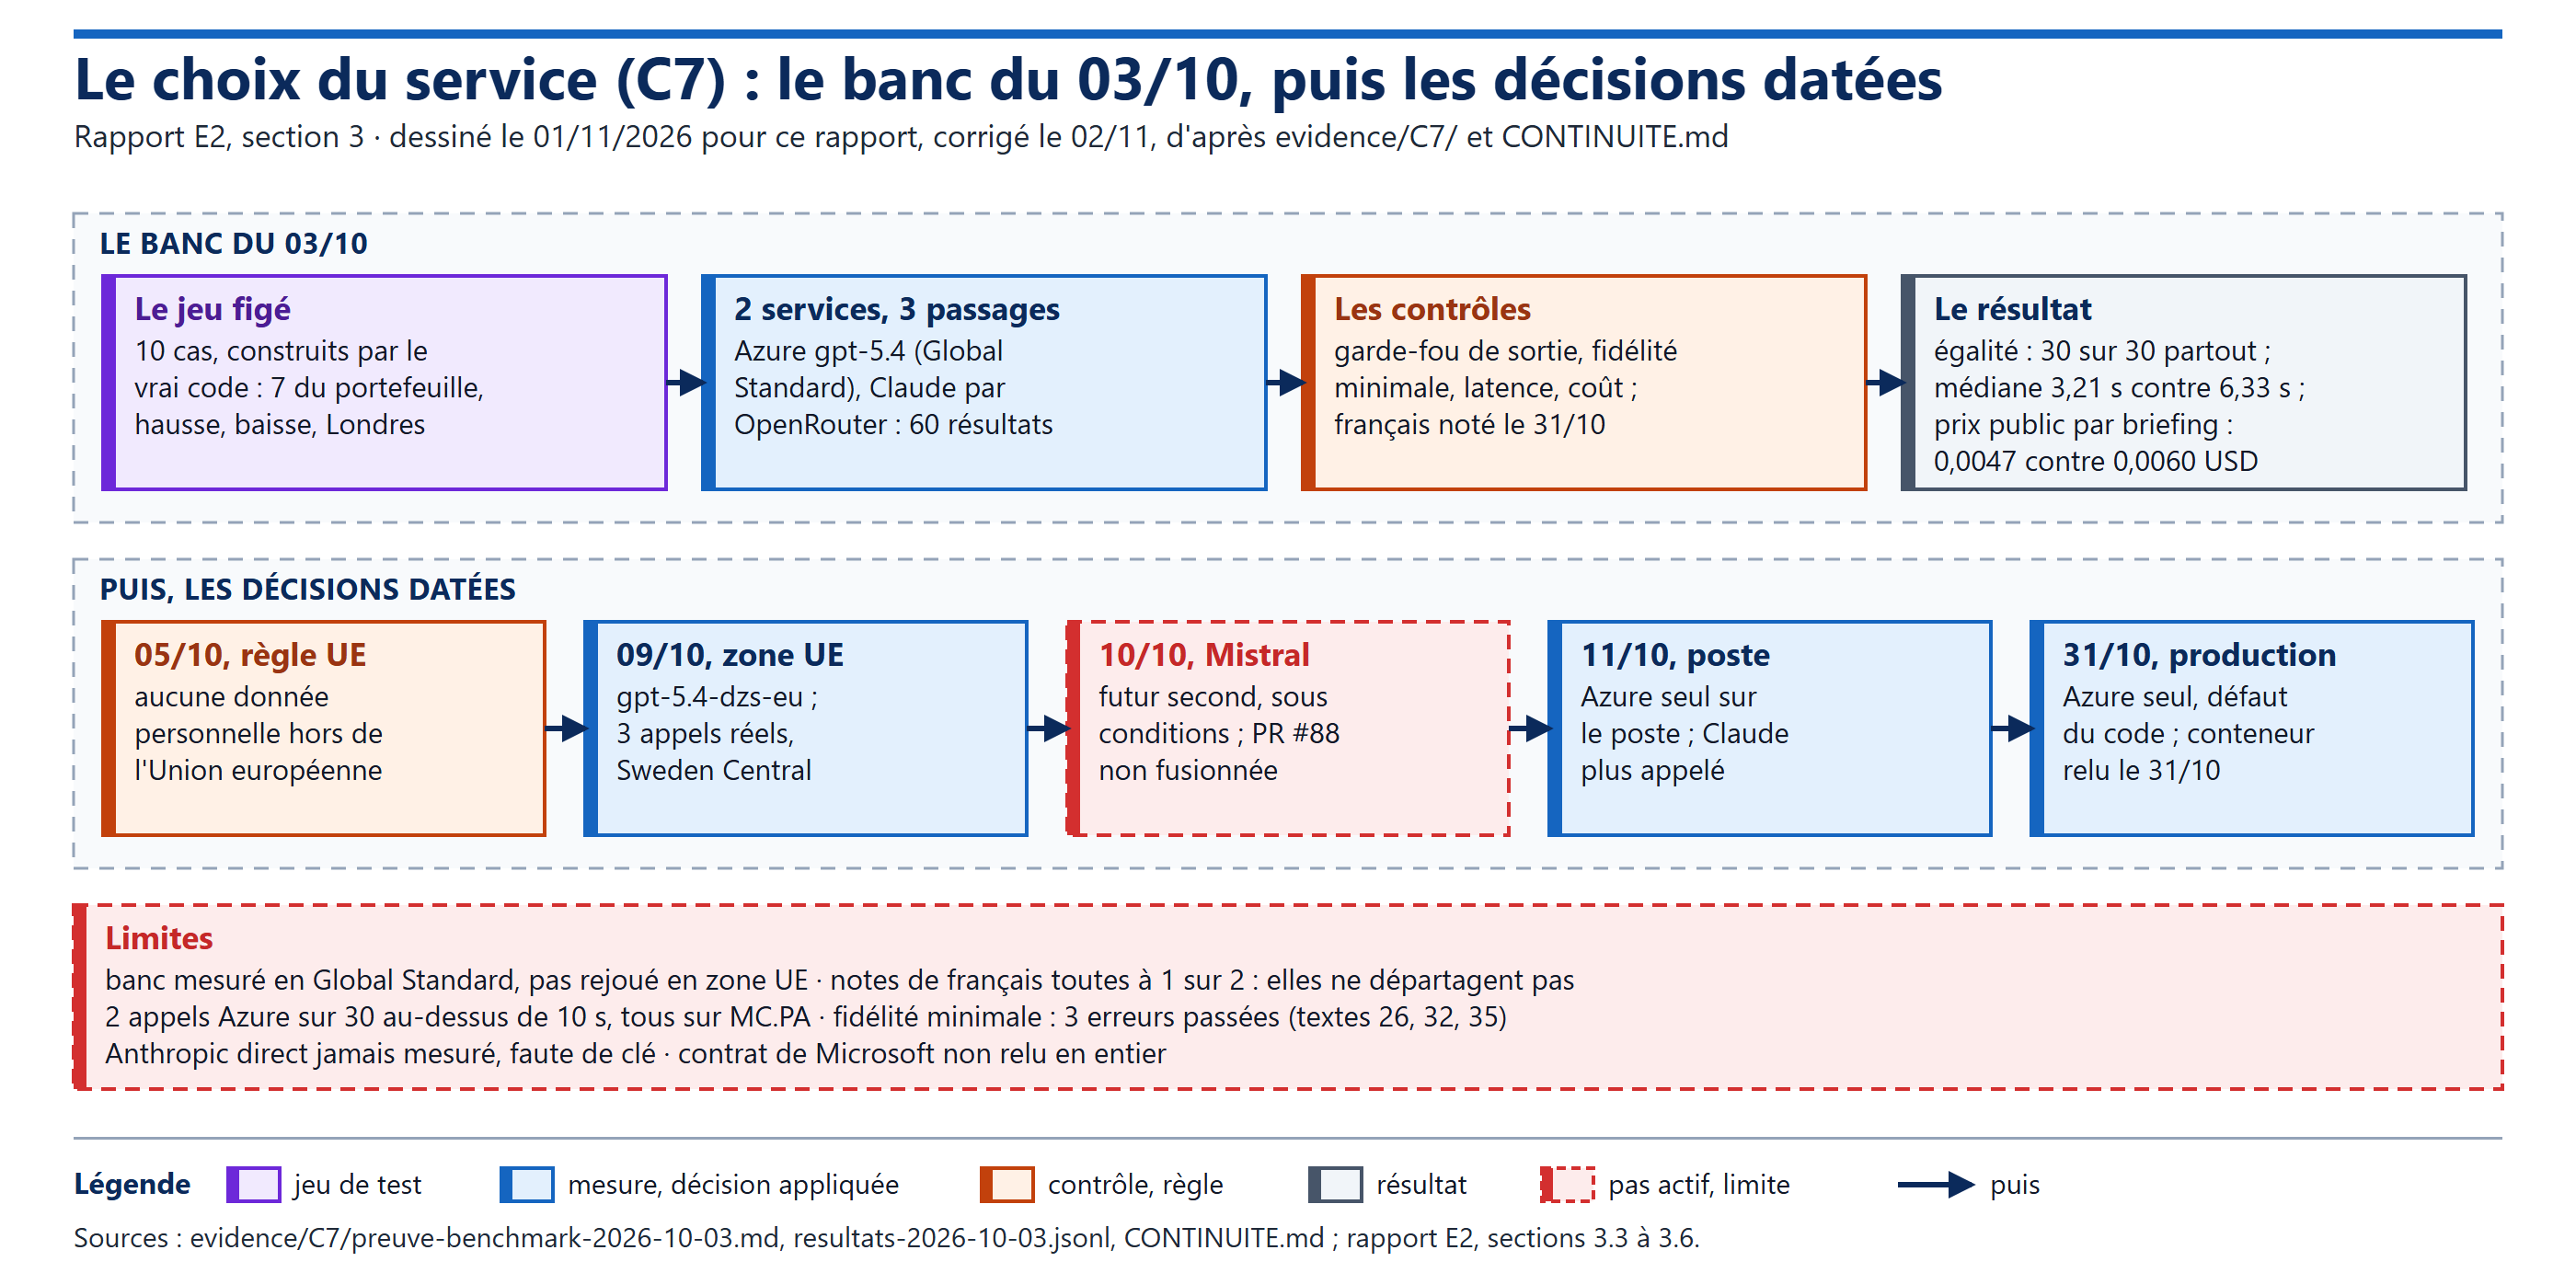 Le choix du service (C7) : le banc du 03/10, puis les décisions datées
Rapport E2, section 3 · dessiné le 01/11/2026 pour ce rapport, corrigé le 02/11, d'après evidence/C7/ et CONTINUITE.md
LE BANC DU 03/10
Le jeu figé
10 cas, construits par le
vrai code : 7 du portefeuille,
hausse, baisse, Londres
2 services, 3 passages
Azure gpt-5.4 (Global
Standard), Claude par
OpenRouter : 60 résultats
Les contrôles
garde-fou de sortie, fidélité
minimale, latence, coût ;
français noté le 31/10
Le résultat
égalité : 30 sur 30 partout ;
médiane 3,21 s contre 6,33 s ;
prix public par briefing :
0,0047 contre 0,0060 USD
PUIS, LES DÉCISIONS DATÉES
05/10, règle UE
aucune donnée
personnelle hors de
l'Union européenne
09/10, zone UE
gpt-5.4-dzs-eu ;
3 appels réels,
Sweden Central
10/10, Mistral
futur second, sous
conditions ; PR #88
non fusionnée
11/10, poste
Azure seul sur
le poste ; Claude
plus appelé
31/10, production
Azure seul, défaut
du code ; conteneur
relu le 31/10
Limites
banc mesuré en Global Standard, pas rejoué en zone UE · notes de français toutes à 1 sur 2 : elles ne départagent pas
2 appels Azure sur 30 au-dessus de 10 s, tous sur MC.PA · fidélité minimale : 3 erreurs passées (textes 26, 32, 35)
Anthropic direct jamais mesuré, faute de clé · contrat de Microsoft non relu en entier
Légende
jeu de test
mesure, décision appliquée
contrôle, règle
résultat
pas actif, limite
puis
Sources : evidence/C7/preuve-benchmark-2026-10-03.md, resultats-2026-10-03.jsonl, CONTINUITE.md ; rapport E2, sections 3.3 à 3.6.